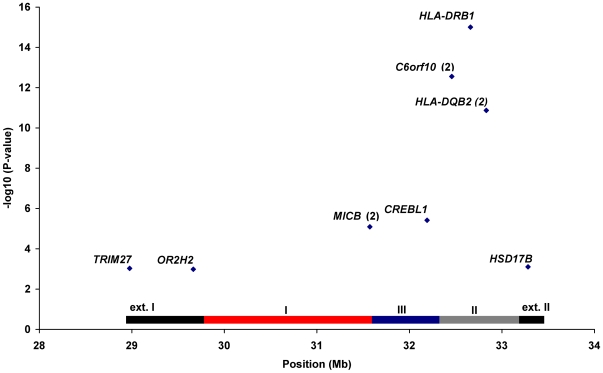 16
HLA-DRB1
14
C6orf10 (2)
12
HLA-DQB2 (2)
10
-log10 (P-value)
8
6
MICB (2) CREBL1
4
TRIM27 OR2H2 HSD17B
2
ext. I I III II ext. II
0
28 29 30 31 32 33 34
Position (Mb)